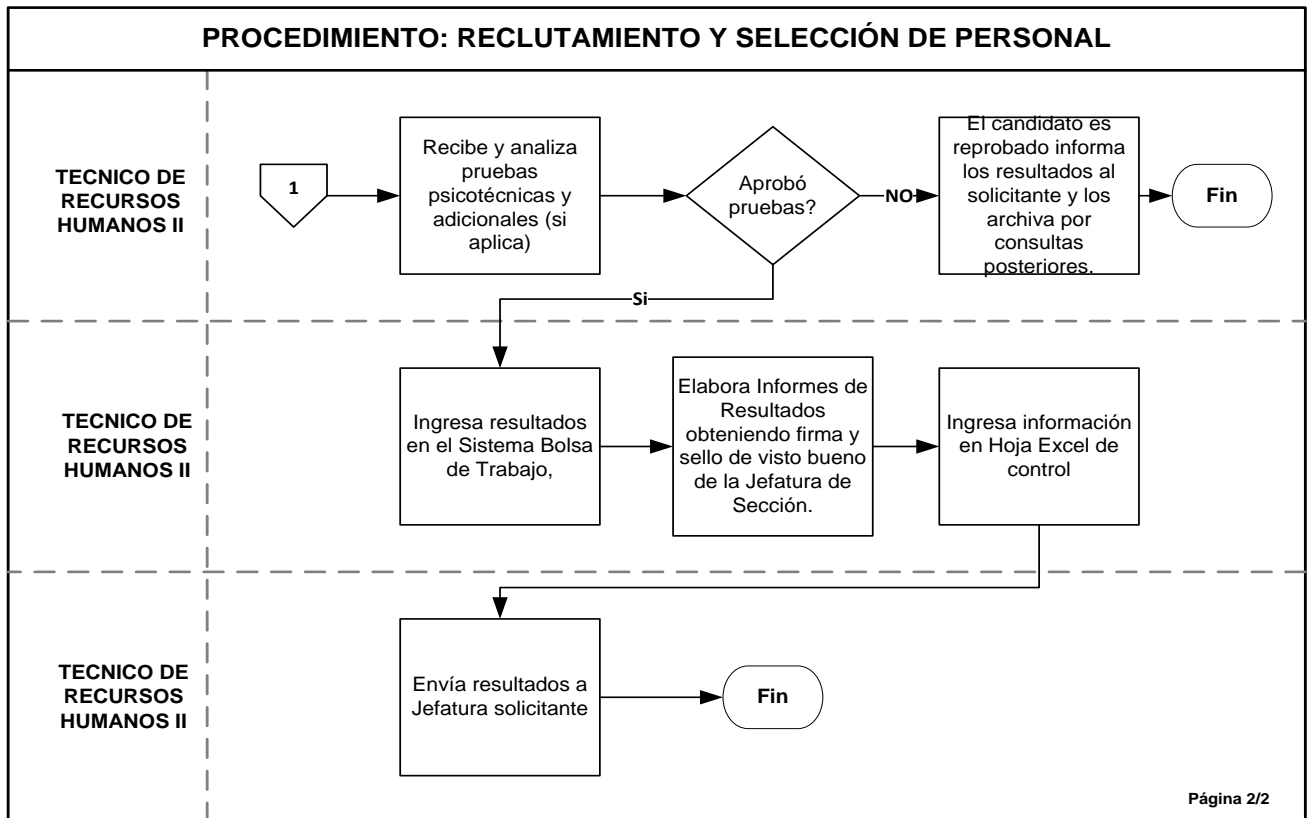 PROCEDIMIENTO: RECLUTAMIENTO Y SELECCIÓN DE PERSONAL
TECNICO DE
RECURSOS
HUMANOS II
1
Recibe y analiza
pruebas
psicotécnicas y
adicionales (si
aplica)
Aprobó
pruebas?
NO
El candidato es
reprobado informa
los resultados al
solicitante y los
archiva por
consultas
posteriores.
Fin
Si
TECNICO DE
RECURSOS
HUMANOS II
Ingresa resultados
en el Sistema Bolsa
de Trabajo,
Elabora Informes de
Resultados
obteniendo firma y
sello de visto bueno
de la Jefatura de
Sección.
Ingresa información
en Hoja Excel de
control
TECNICO DE
RECURSOS
HUMANOS II
Envía resultados a
Jefatura solicitante
Fin
Página 2/2